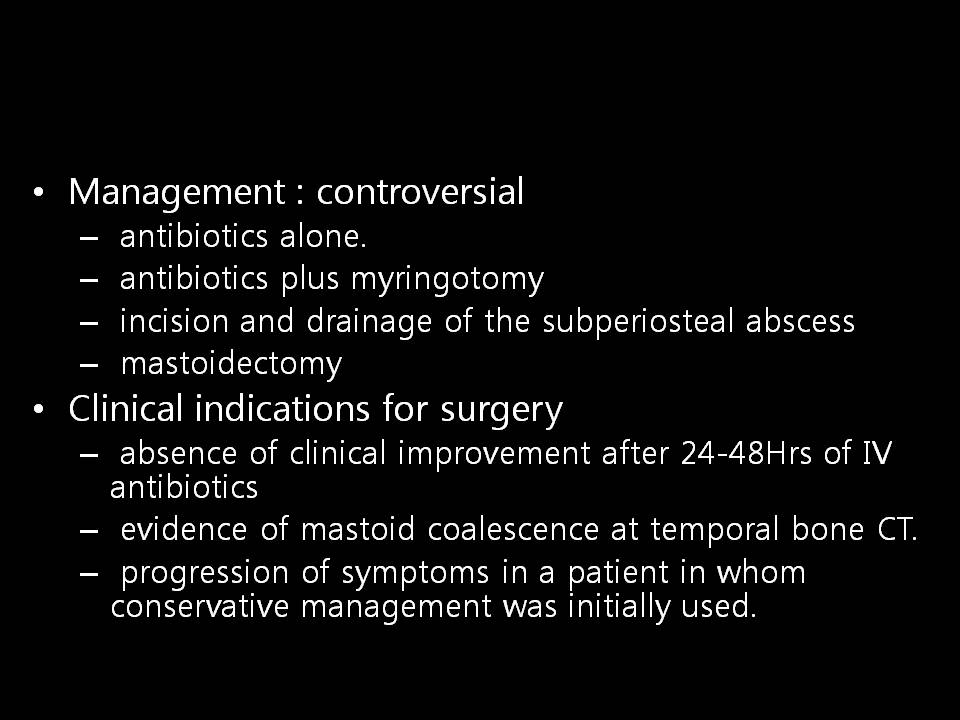 • Management : controversial
– antibiotics alone.
– antibiotics plus myringotomy
– incision and drainage of the subperiosteal abscess
– mastoidectomy
• Clinical indications for surgery
– absence of clinical improvement after 24-48Hrs of IV
antibiotics
– evidence of mastoid coalescence at temporal bone CT.
– progression of symptoms in a patient in whom
conservative management was initially used.